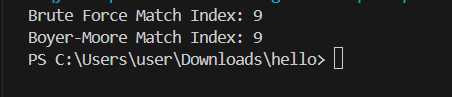 Brute Force Match Index: 9
Boyer-Moore Match Index: 9
PS C:\Users\user\Downloads\hello>